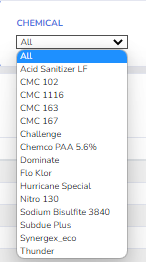 CHEMICAL
All
All
Acid Sanitizer LF
CMC 102
CMC 1116
CMC 163
CMC 167
Challenge
Chemco PAA 5.6%
Dominate
Flo Klor
Hurricane Special
Nitro 130
Sodium Bisulfite 3840
Subdue Plus
Synergex_eco
Thunder